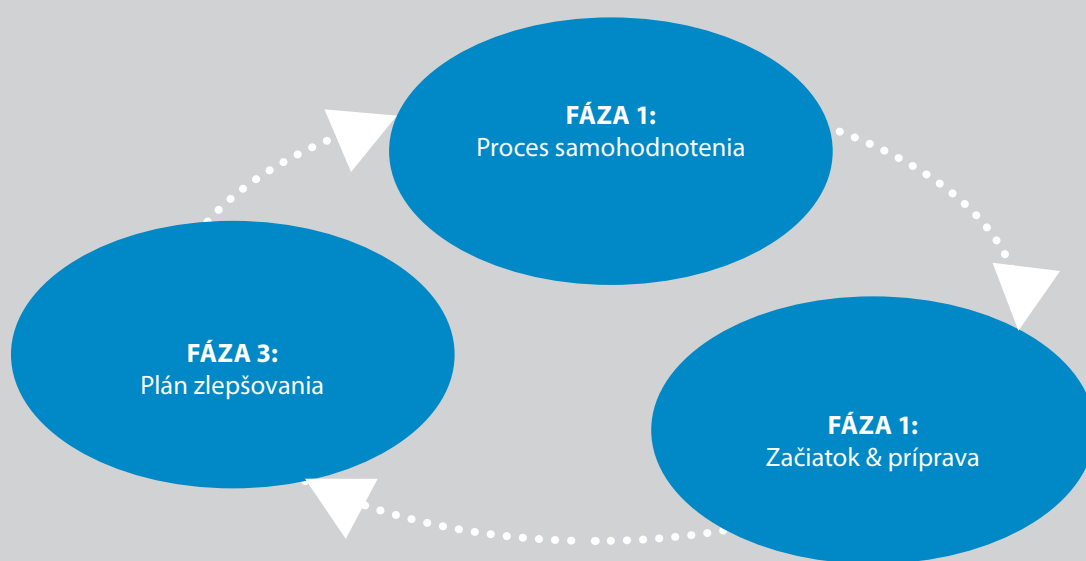 FÁZA 1:
Proces samohodnotenia
FÁZA 3:
Plán zlepšovania
FÁZA 1:
Začiatok & príprava